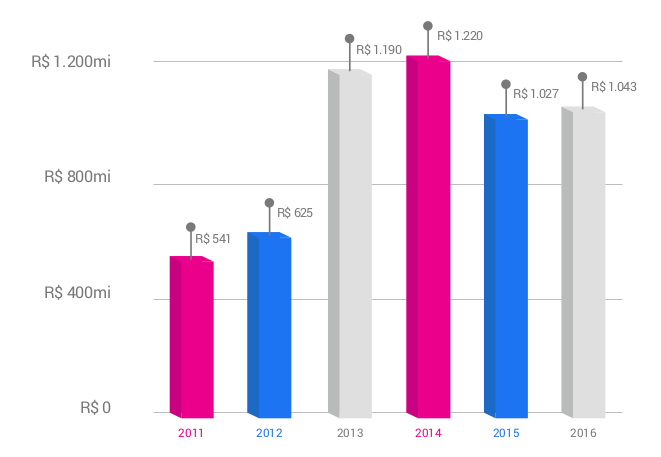 R$ 1.200mi
R$ 800mi
R$ 400mi
R$ 0
R$ 541
R$ 625
R$ 1.190
R$ 1.220
R$ 1.027
R$ 1.043
2011
2012
2013
2014
2015
2016